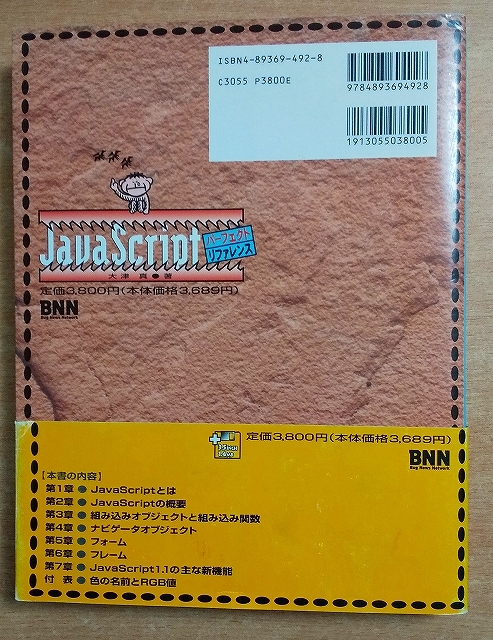 ISBN4-89369-492-8
C3055 P3800E
9784893694928
1913055038005
JavaScript
パーフェクト
リファレンス
大津 真●著
定価3,800円(本体価格3,689円)
BNN
Bug News Network
定価3,800円(本体価格3,689円)
BNN
Bug News Network
【本書の内容】
第1章 ● JavaScriptとは
第2章 ● JavaScriptの概要
第3章 ● 組み込みオブジェクトと組み込み関数
第4章 ● ナビゲータオブジェクト
第5章 ● フォーム
第6章 ● フレーム
第7章 ● JavaScript1.1の主な新機能
付 表 ● 色の名前とRGB値